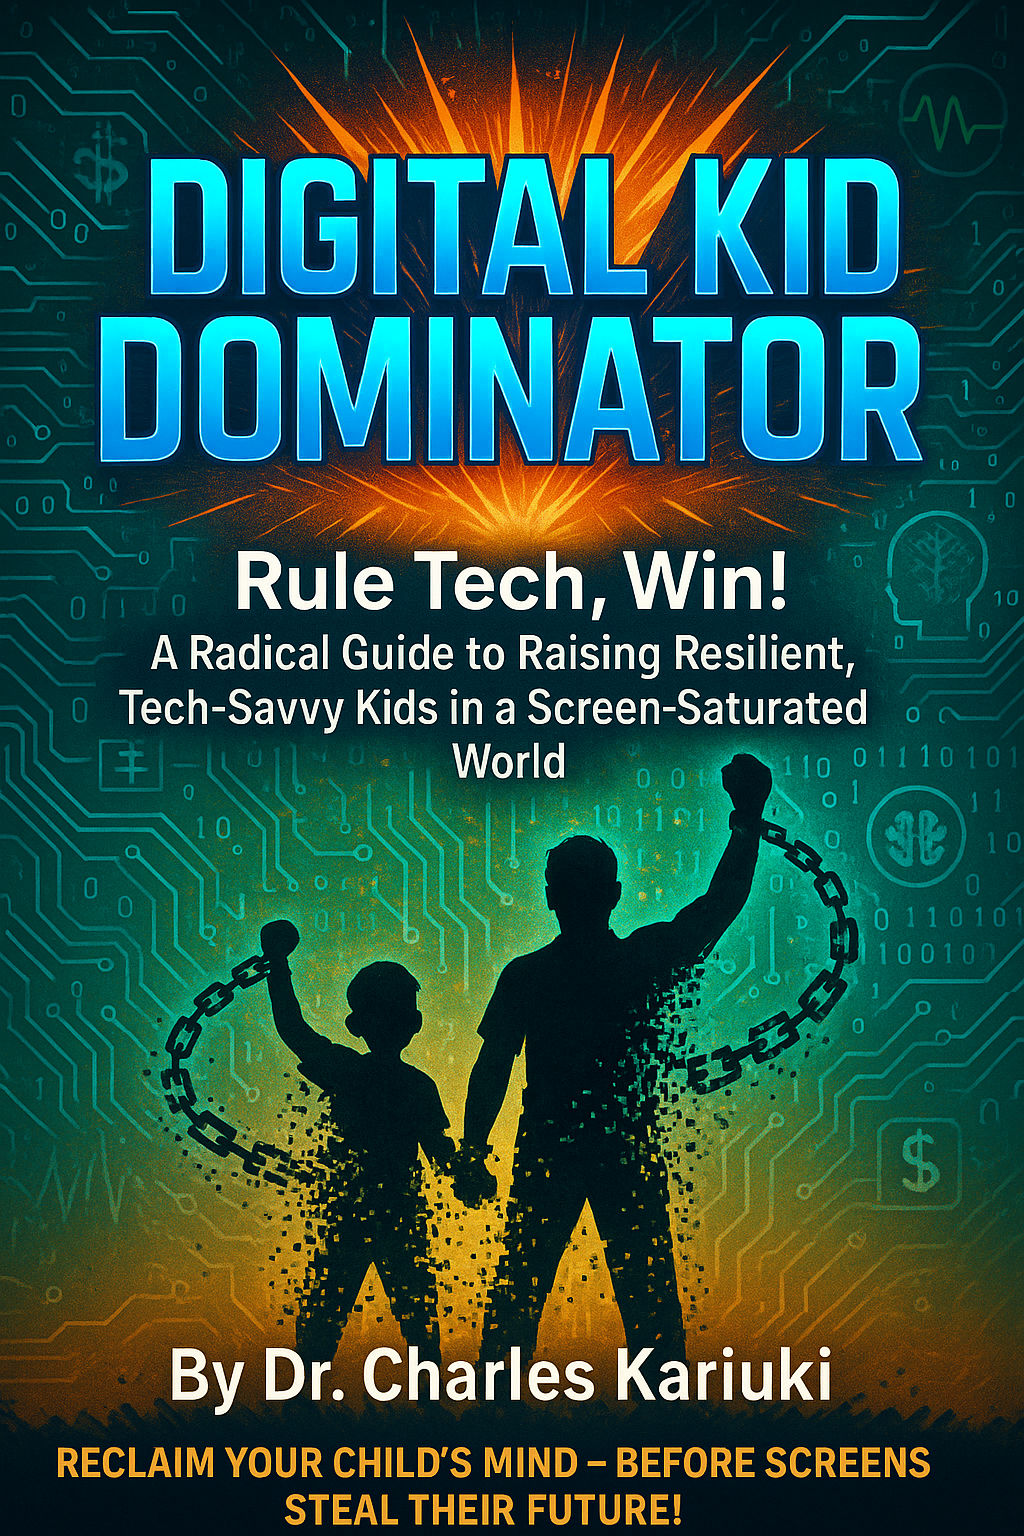 DIGITAL KID
DOMINATOR
Rule Tech, Win!
A Radical Guide to Raising Resilient,
Tech-Savvy Kids in a Screen-Saturated
World
By Dr. Charles Kariuki
RECLAIM YOUR CHILD'S MIND – BEFORE SCREENS
STEAL THEIR FUTURE!